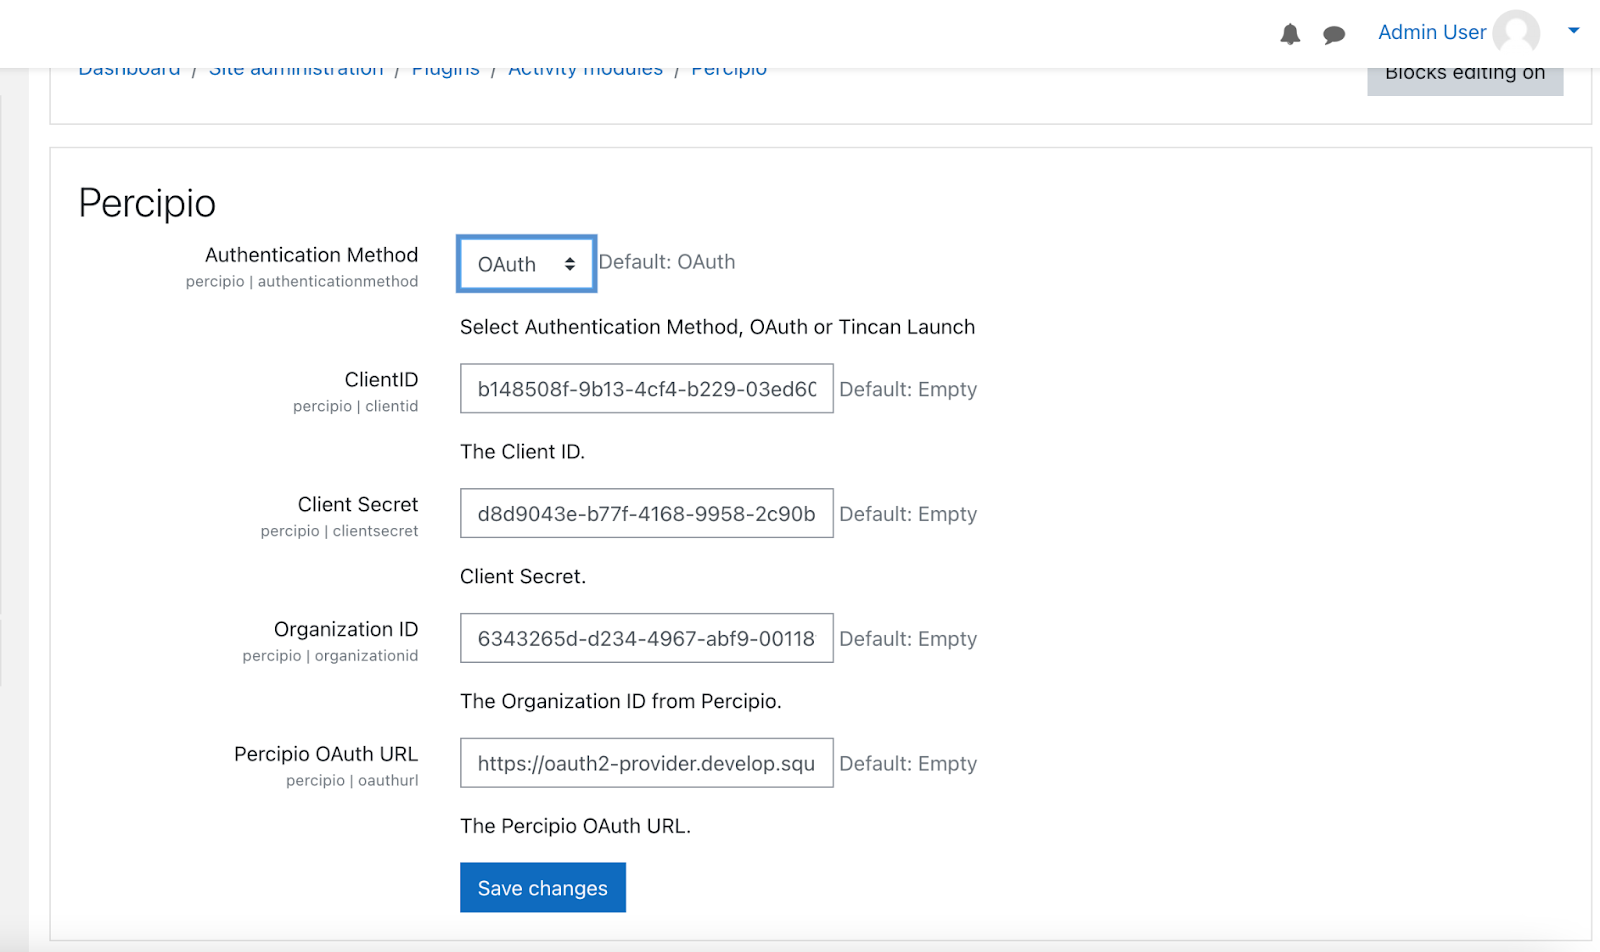 Admin User
Dashboard / Site administration / Plugins / Activity modules / Percipio
Blocks editing on
Percipio
Authentication Method
percipio | authenticationmethod
OAuth
Default: OAuth
Select Authentication Method, OAuth or Tincan Launch
ClientID
percipio | clientid
b148508f-9b13-4cf4-b229-03ed60
Default: Empty
The Client ID.
Client Secret
percipio | clientsecret
d8d9043e-b77f-4168-9958-2c90b
Default: Empty
Client Secret.
Organization ID
percipio | organizationid
6343265d-d234-4967-abf9-00118
Default: Empty
The Organization ID from Percipio.
Percipio OAuth URL
percipio | oauthurl
https://oauth2-provider.develop.squ
Default: Empty
The Percipio OAuth URL.
Save changes